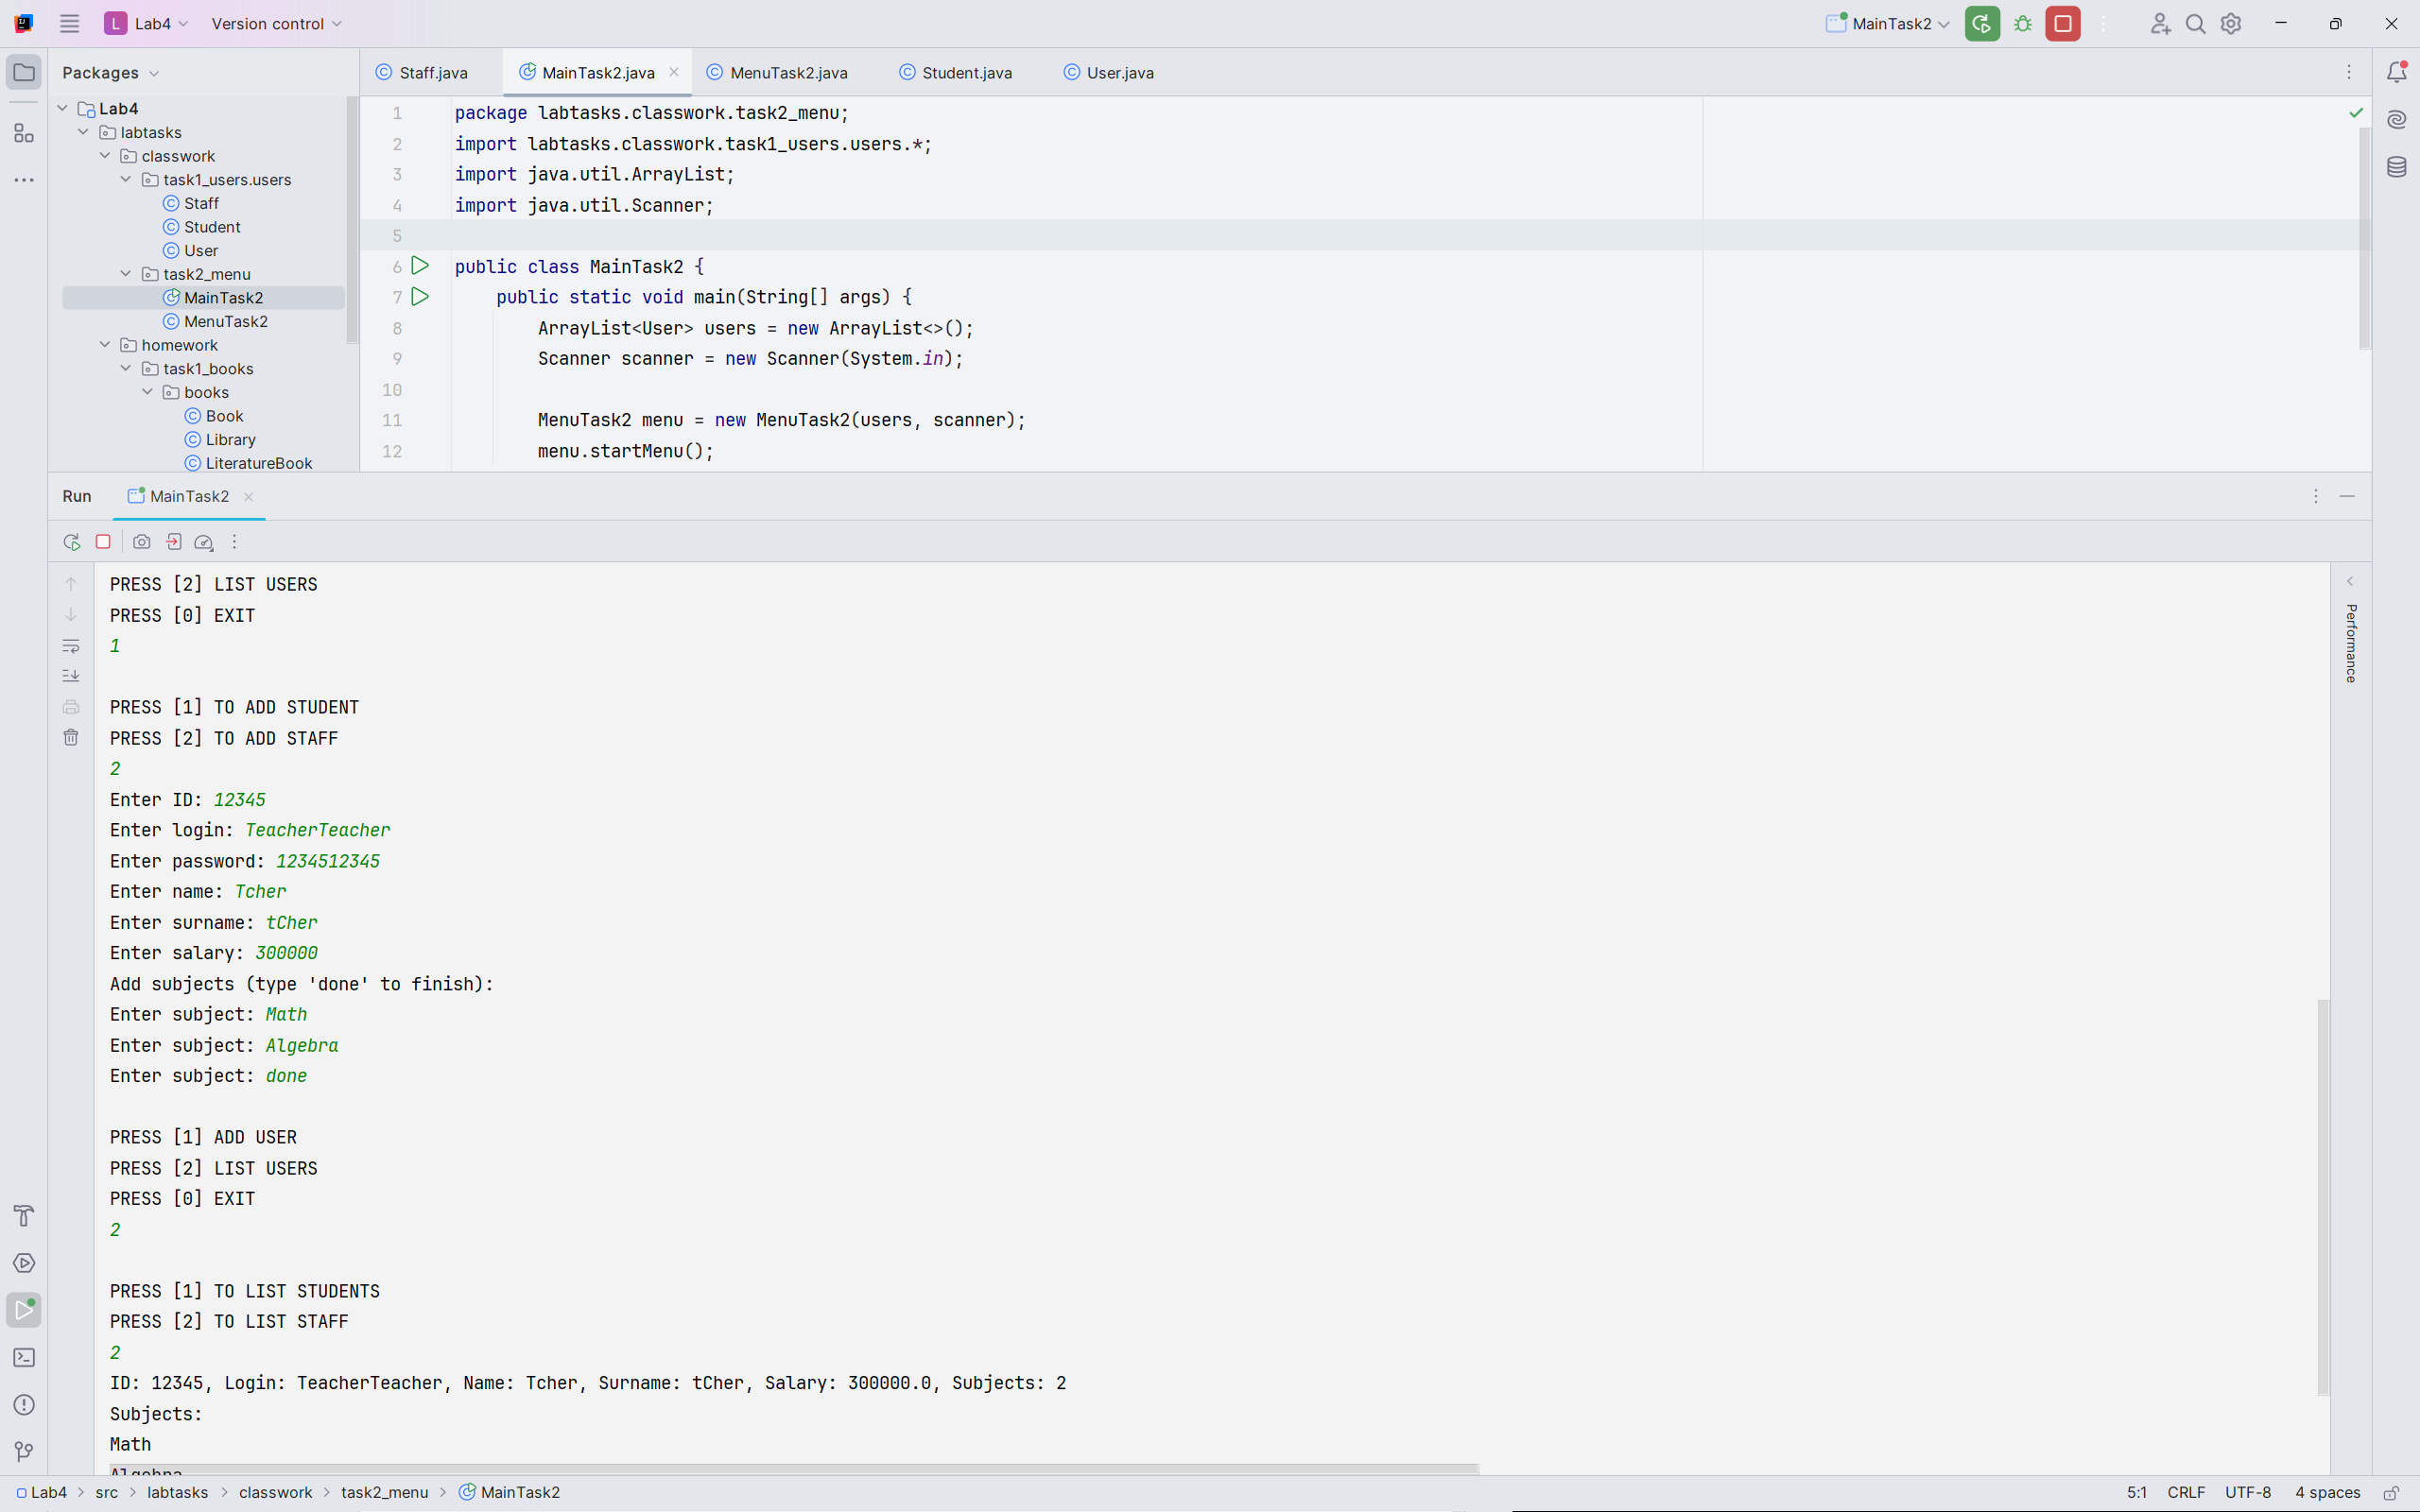 L Lab4 Version control MainTask2
Packages
Lab4
labtasks
classwork
task1_users.users
Staff
Student
User
task2_menu
MainTask2
MenuTask2
homework
task1_books
books
Book
Library
LiteratureBook
Staff.java MainTask2.java MenuTask2.java Student.java User.java
1 package labtasks.classwork.task2_menu;
2 import labtasks.classwork.task1_users.users.*;
3 import java.util.ArrayList;
4 import java.util.Scanner;
5
6 public class MainTask2 {
7 public static void main(String[] args) {
8 ArrayList<User> users = new ArrayList<>();
9 Scanner scanner = new Scanner(System.in);
10
11 MenuTask2 menu = new MenuTask2(users, scanner);
12 menu.startMenu();
Run MainTask2
PRESS [2] LIST USERS
PRESS [0] EXIT
1
PRESS [1] TO ADD STUDENT
PRESS [2] TO ADD STAFF
2
Enter ID: 12345
Enter login: TeacherTeacher
Enter password: 1234512345
Enter name: Tcher
Enter surname: tCher
Enter salary: 300000
Add subjects (type 'done' to finish):
Enter subject: Math
Enter subject: Algebra
Enter subject: done
PRESS [1] ADD USER
PRESS [2] LIST USERS
PRESS [0] EXIT
2
PRESS [1] TO LIST STUDENTS
PRESS [2] TO LIST STAFF
2
ID: 12345, Login: TeacherTeacher, Name: Tcher, Surname: tCher, Salary: 300000.0, Subjects: 2
Subjects:
Math
Algebra
Performance
Lab4 > src > labtasks > classwork > task2_menu > MainTask2
5:1 CRLF UTF-8 4 spaces